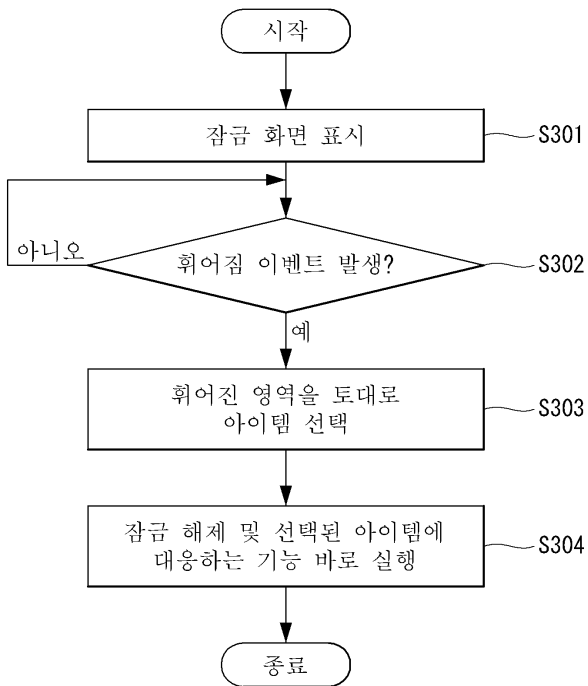 시작
잠금 화면 표시
S301
아니오
휘어짐 이벤트 발생?
S302
예
휘어진 영역을 토대로
아이템 선택
S303
잠금 해제 및 선택된 아이템에
대응하는 기능 바로 실행
S304
종료